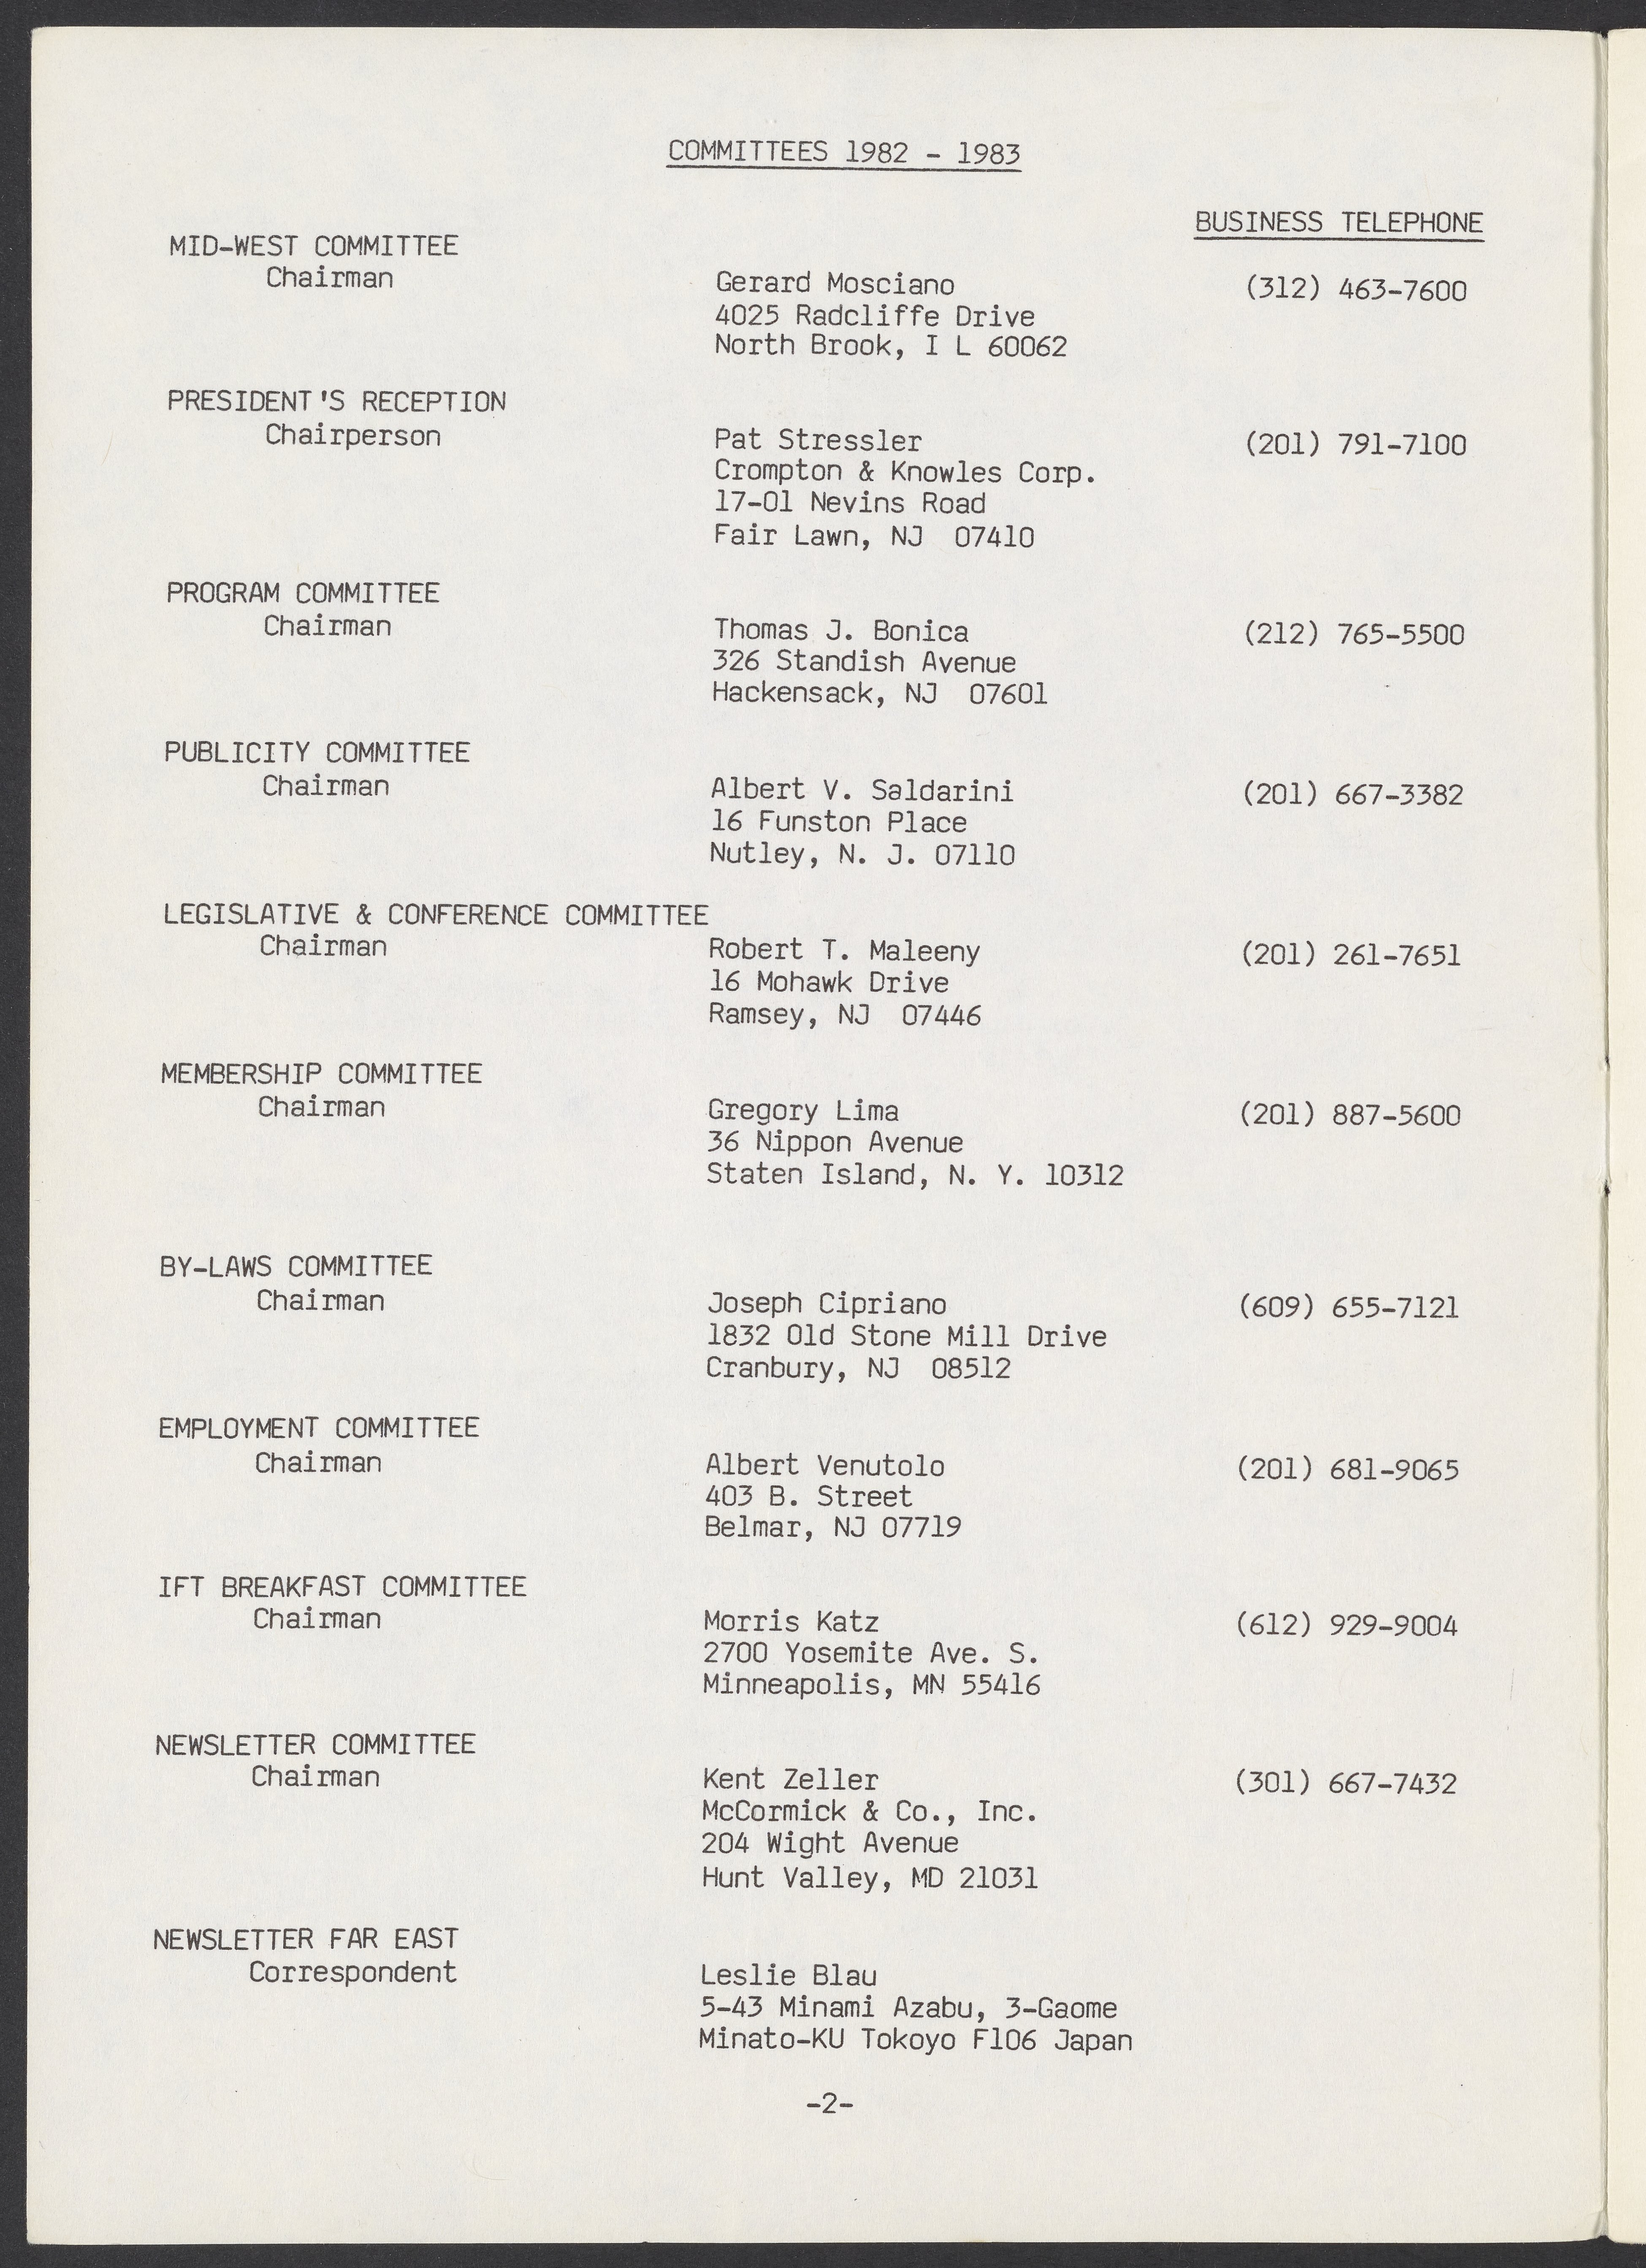 COMMITTEES 1982 - 1983
BUSINESS TELEPHONE
MID-WEST COMMITTEE
Chairman
Gerard Mosciano (312) 463-7600
4025 Radcliffe Drive
North Brook, I L 60062
PRESIDENT'S RECEPTION
Chairperson
Pat Stressler (201) 791-7100
Crompton & Knowles Corp.
17-01 Nevins Road
Fair Lawn, NJ 07410
PROGRAM COMMITTEE
Chairman
Thomas J. Bonica (212) 765-5500
326 Standish Avenue
Hackensack, NJ 07601
PUBLICITY COMMITTEE
Chairman
Albert V. Saldarini (201) 667-3382
16 Funston Place
Nutley, N. J. 07110
LEGISLATIVE & CONFERENCE COMMITTEE
Chairman Robert T. Maleeny (201) 261-7651
16 Mohawk Drive
Ramsey, NJ 07446
MEMBERSHIP COMMITTEE
Chairman
Gregory Lima (201) 887-5600
36 Nippon Avenue
Staten Island, N. Y. 10312
BY-LAWS COMMITTEE
Chairman
Joseph Cipriano (609) 655-7121
1832 Old Stone Mill Drive
Cranbury, NJ 08512
EMPLOYMENT COMMITTEE
Chairman
Albert Venutolo (201) 681-9065
403 B. Street
Belmar, NJ 07719
IFT BREAKFAST COMMITTEE
Chairman
Morris Katz (612) 929-9004
2700 Yosemite Ave. S.
Minneapolis, MN 55416
NEWSLETTER COMMITTEE
Chairman
Kent Zeller (301) 667-7432
McCormick & Co., Inc.
204 Wight Avenue
Hunt Valley, MD 21031
NEWSLETTER FAR EAST
Correspondent
Leslie Blau
5-43 Minami Azabu, 3-Gaome
Minato-KU Tokoyo F106 Japan
-2-